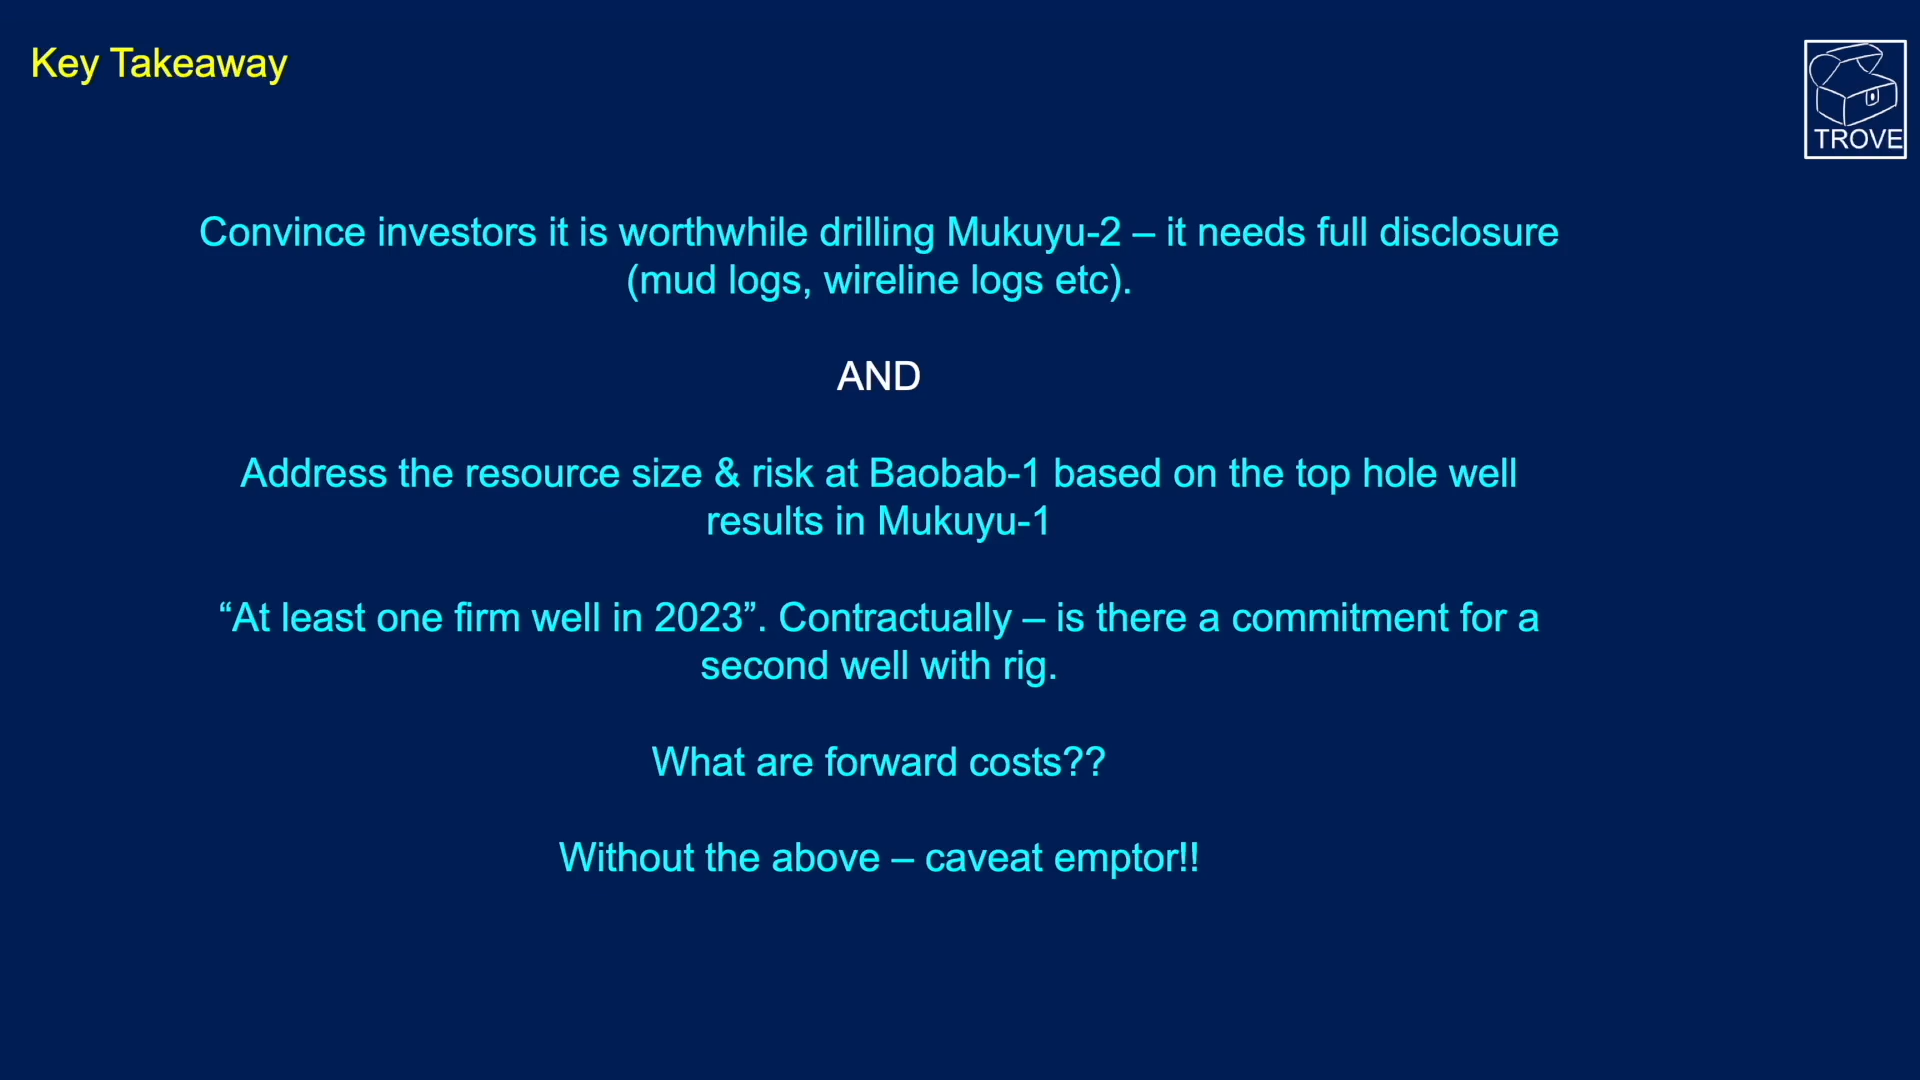 Key Takeaway
TROVE
Convince investors it is worthwhile drilling Mukuyu-2 – it needs full disclosure
(mud logs, wireline logs etc).
AND
Address the resource size & risk at Baobab-1 based on the top hole well
results in Mukuyu-1
“At least one firm well in 2023”. Contractually – is there a commitment for a
second well with rig.
What are forward costs??
Without the above – caveat emptor!!